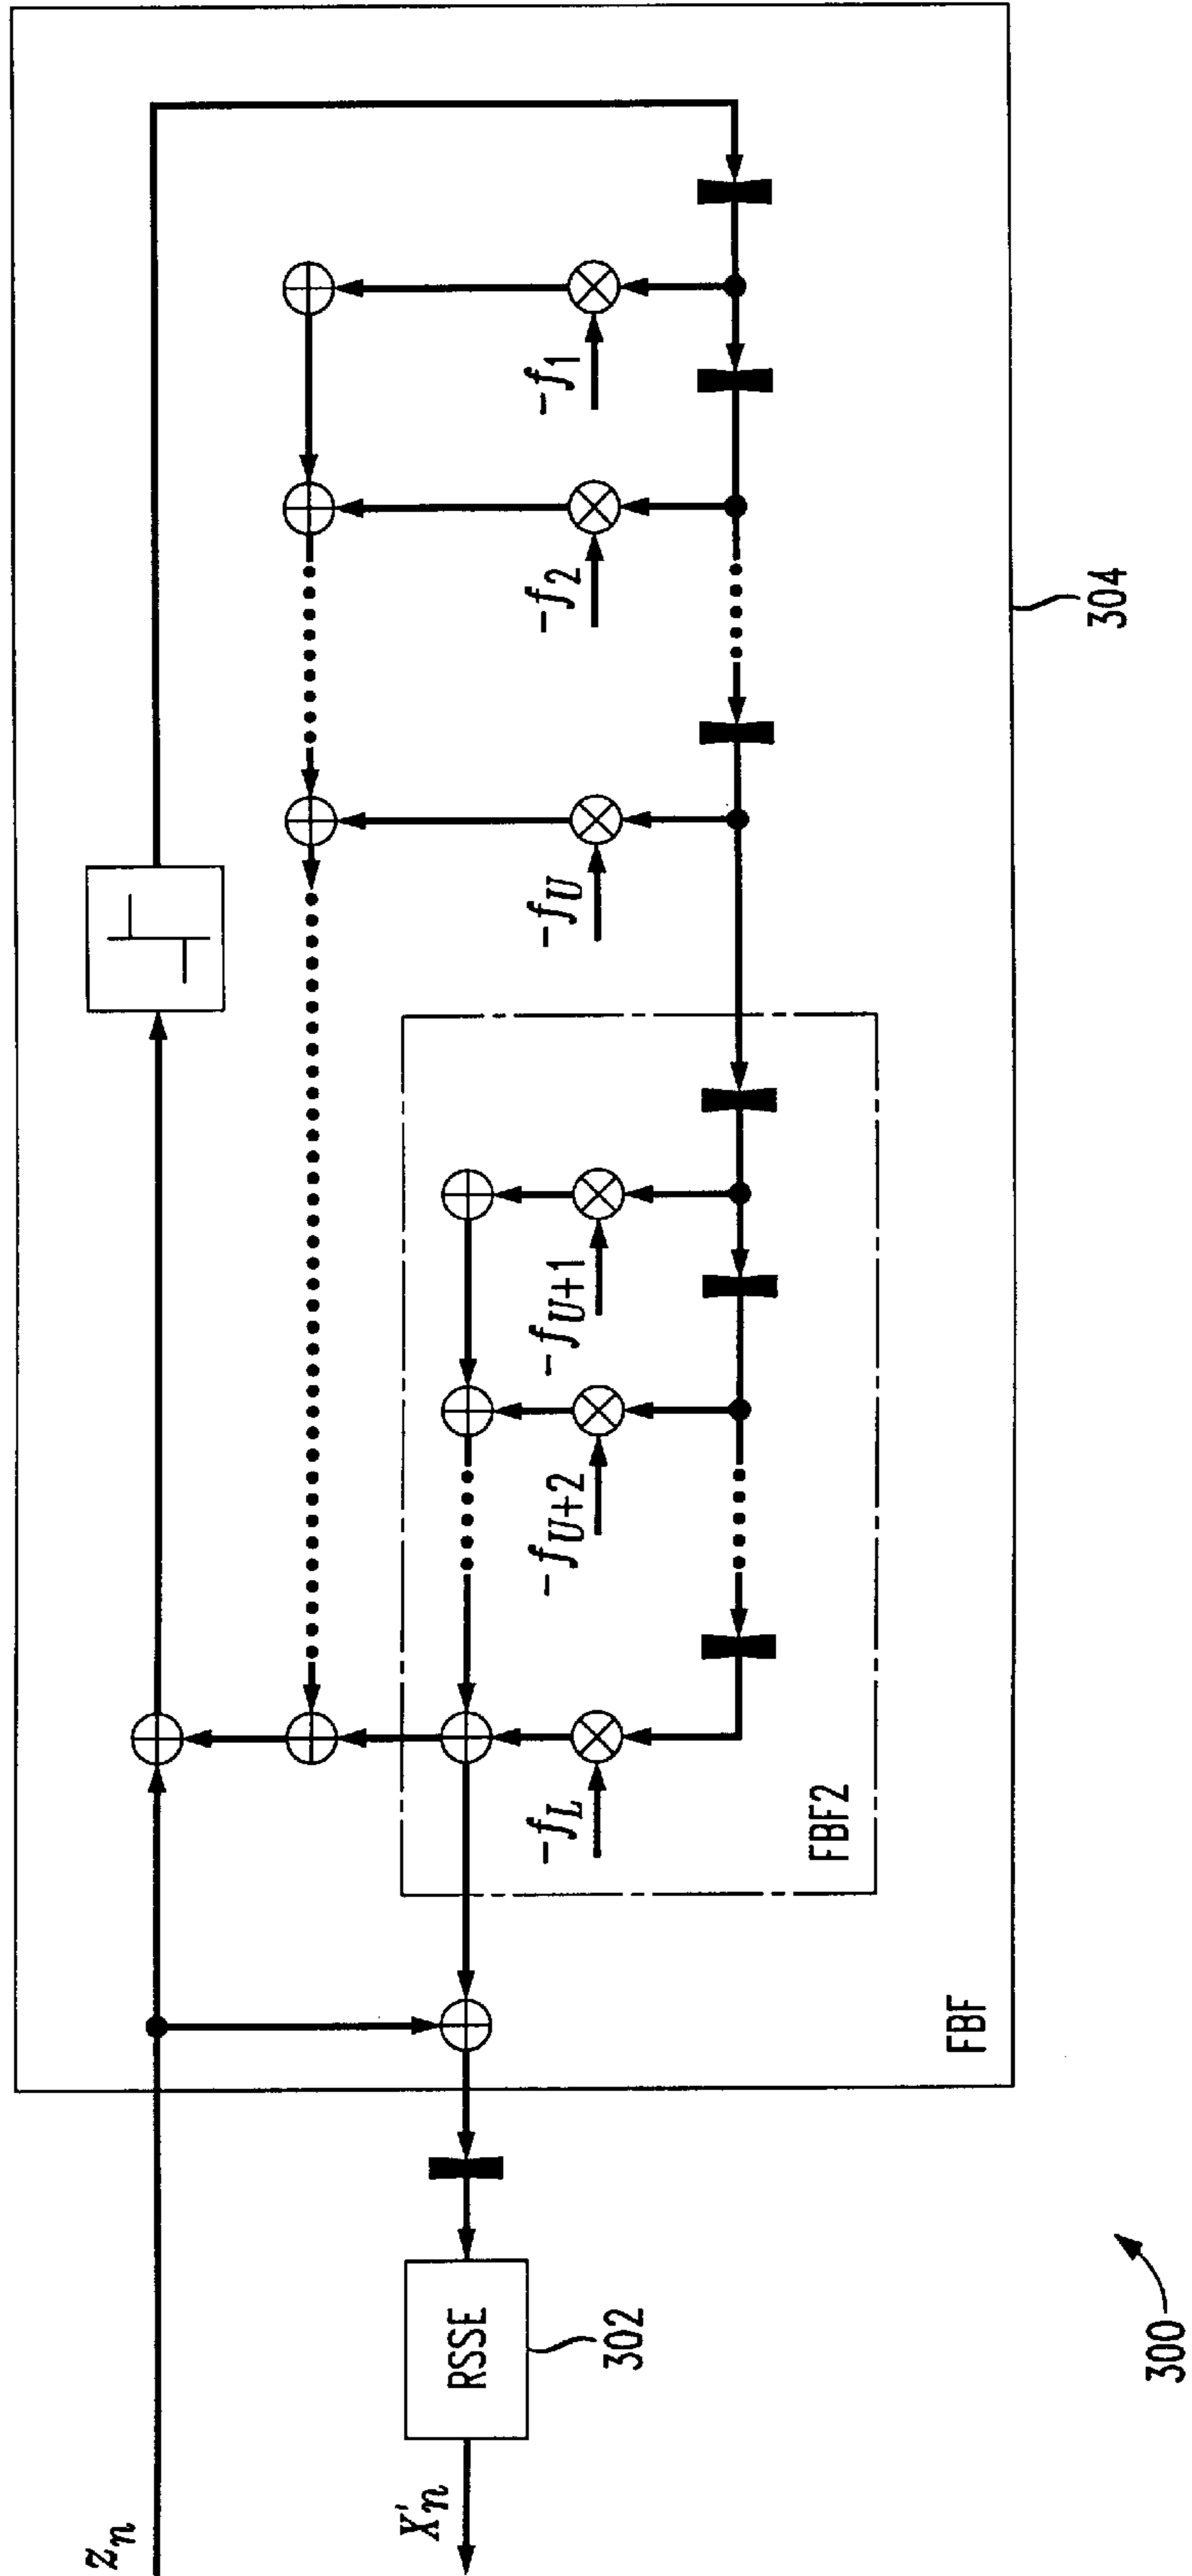 z_n
X'_n
RSSE
302
300
FBF
304
FBF2
-f_L
-f_{U+2}
-f_{U+1}
-f_U
-f_2
-f_1